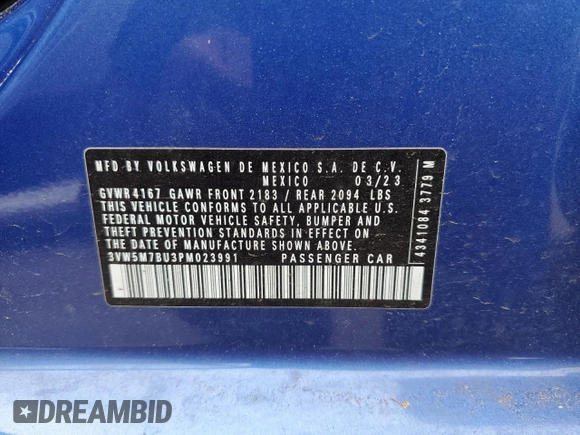 MFD BY VOLKSWAGEN DE MEXICO S.A. DE C.V.
MEXICO 03/23
GVWR 4167 GAWR FRONT 2183 / REAR 2094 LBS
THIS VEHICLE CONFORMS TO ALL APPLICABLE U.S.
FEDERAL MOTOR VEHICLE SAFETY, BUMPER AND
THEFT PREVENTION STANDARDS IN EFFECT ON
DATE OF MANUFACTURE SHOWN ABOVE.
3VW5M7BU3PM023991 PASSENGER CAR
4341084 3779 M
DREAMBID